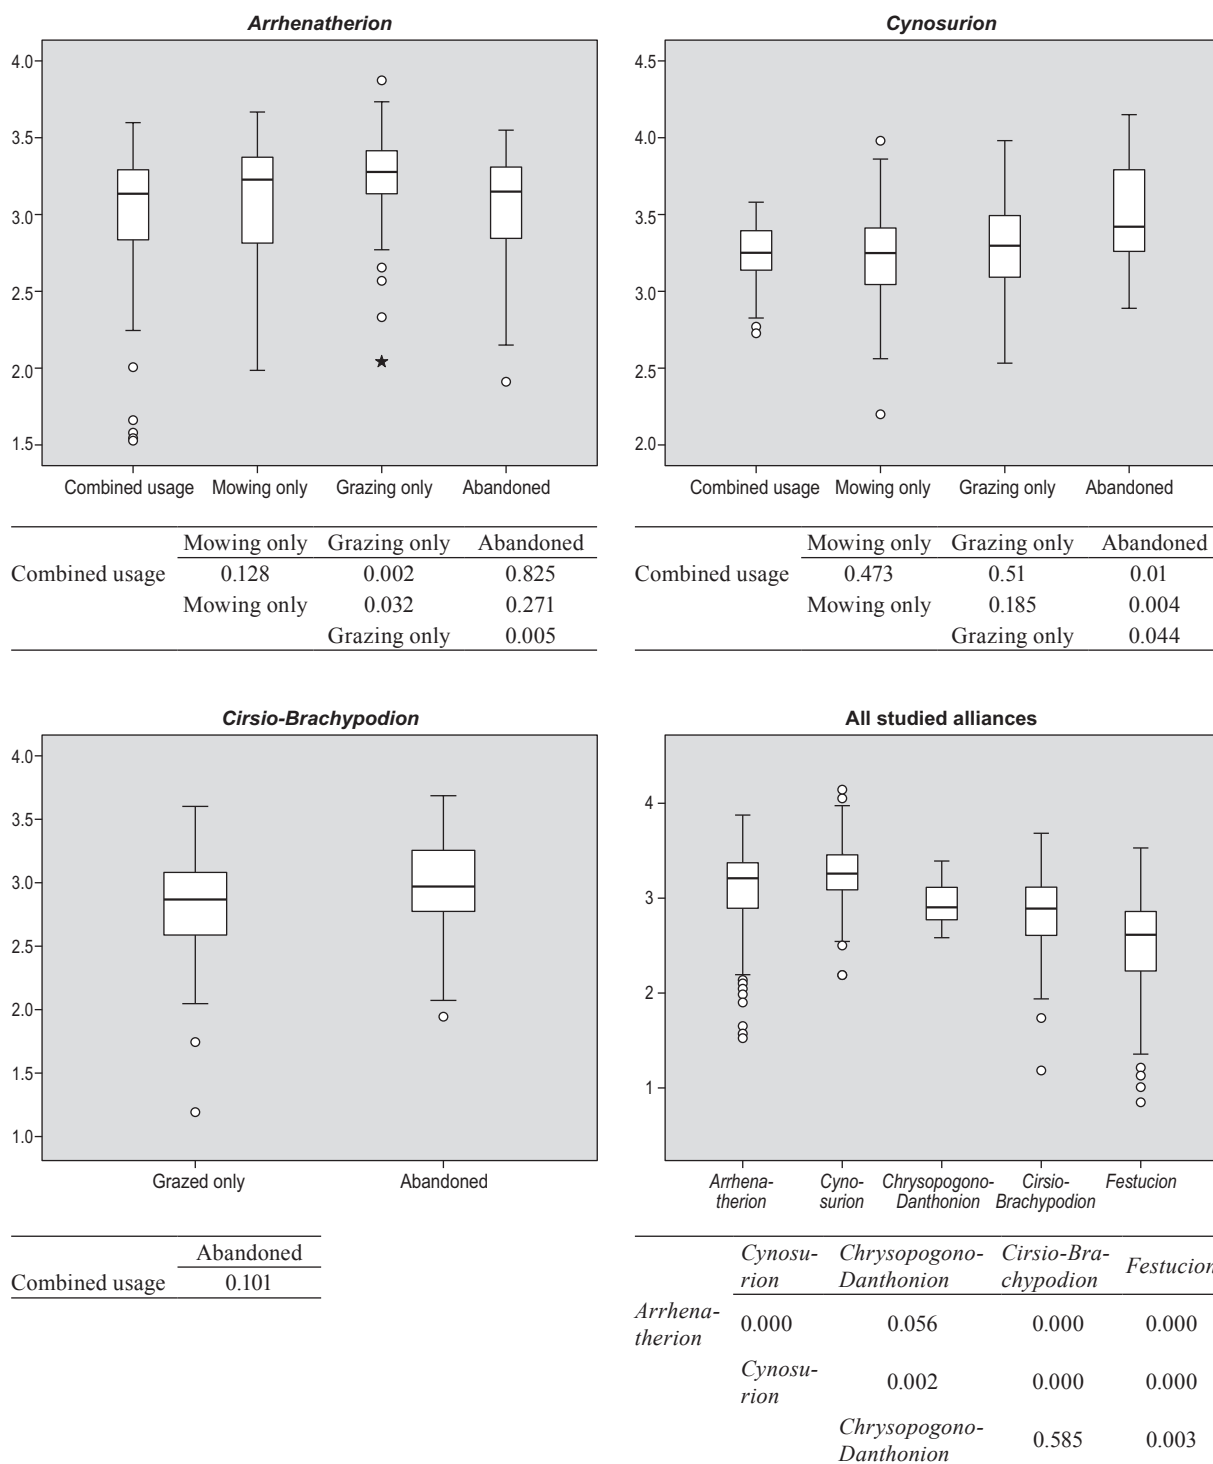 Arrhenatherion
4.0
3.5
3.0
2.5
2.0
1.5
Combined usage Mowing only Grazing only Abandoned
Mowing only Grazing only Abandoned
Combined usage 0.128 0.002 0.825
Mowing only 0.032 0.271
Grazing only 0.005
Cynosurion
4.5
4.0
3.5
3.0
2.5
2.0
Combined usage Mowing only Grazing only Abandoned
Mowing only Grazing only Abandoned
Combined usage 0.473 0.51 0.01
Mowing only 0.185 0.004
Grazing only 0.044
Cirsio-Brachypodion
4.0
3.5
3.0
2.5
2.0
1.5
1.0
Grazed only Abandoned
Abandoned
Combined usage 0.101
All studied alliances
4
3
2
1
Arrhena- Cyno- Chrysopogono- Cirsio- Festucion
therion surion Danthonion Brachypodion
Cynosu- Chrysopogono- Cirsio-Bra- Festucion
rion Danthonion chypodion
Arrhena- 0.000 0.056 0.000 0.000
therion
Cynosu- 0.002 0.000 0.000
rion
Chrysopogono- 0.585 0.003
Danthonion